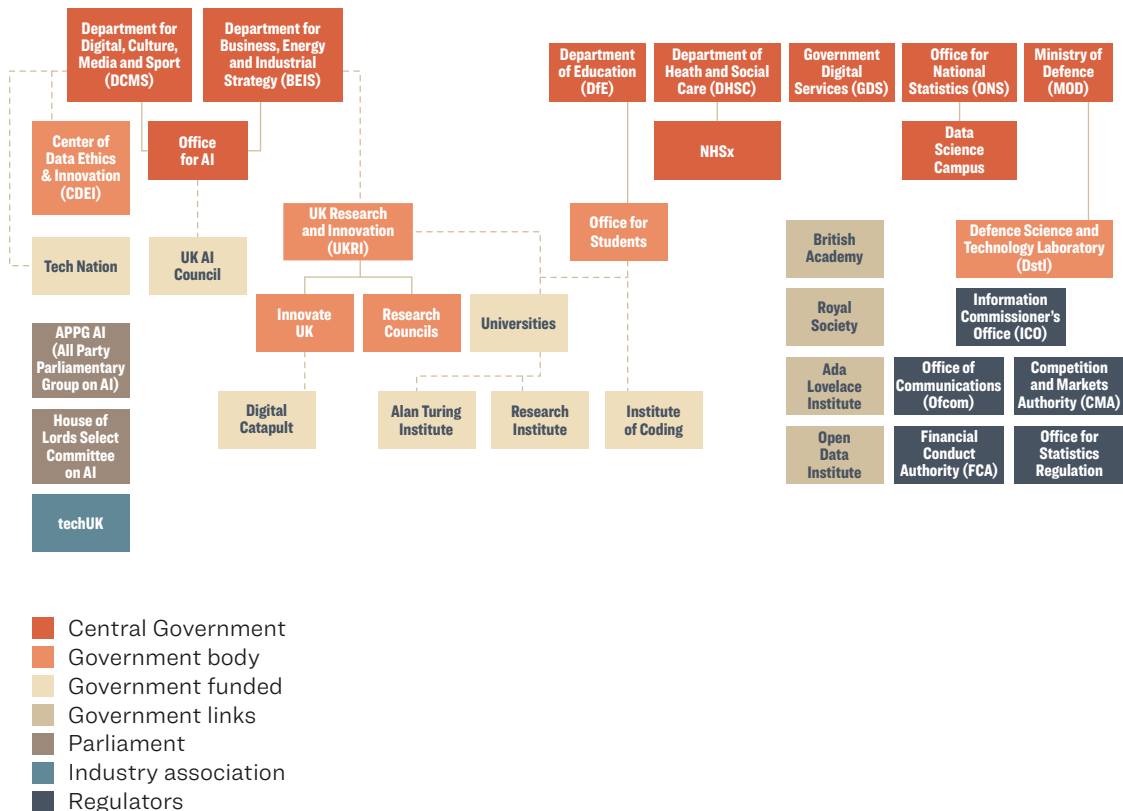 Department for
Digital, Culture,
Media and Sport
(DCMS)
Department for
Business, Energy
and Industrial
Strategy (BEIS)
Department
of Education
(DfE)
Department of
Heath and Social
Care (DHSC)
Government
Digital
Services (GDS)
Office for
National
Statistics (ONS)
Ministry of
Defence
(MOD)
Center of
Data Ethics
& Innovation
(CDEI)
Office
for AI
NHSx
Data
Science
Campus
UK Research
and Innovation
(UKRI)
Office for
Students
British
Academy
Defence Science and
Technology Laboratory
(Dstl)
Tech Nation
UK AI
Council
Innovate
UK
Research
Councils
Universities
Royal
Society
Information
Commissioner's
Office (ICO)
APPG AI
(All Party
Parliamentary
Group on AI)
Ada
Lovelace
Institute
Office of
Communications
(Ofcom)
Competition
and Markets
Authority (CMA)
Digital
Catapult
Alan Turing
Institute
Research
Institute
Institute
of Coding
House of
Lords Select
Committee
on AI
Open
Data
Institute
Financial
Conduct
Authority (FCA)
Office for
Statistics
Regulation
techUK
Central Government
Government body
Government funded
Government links
Parliament
Industry association
Regulators